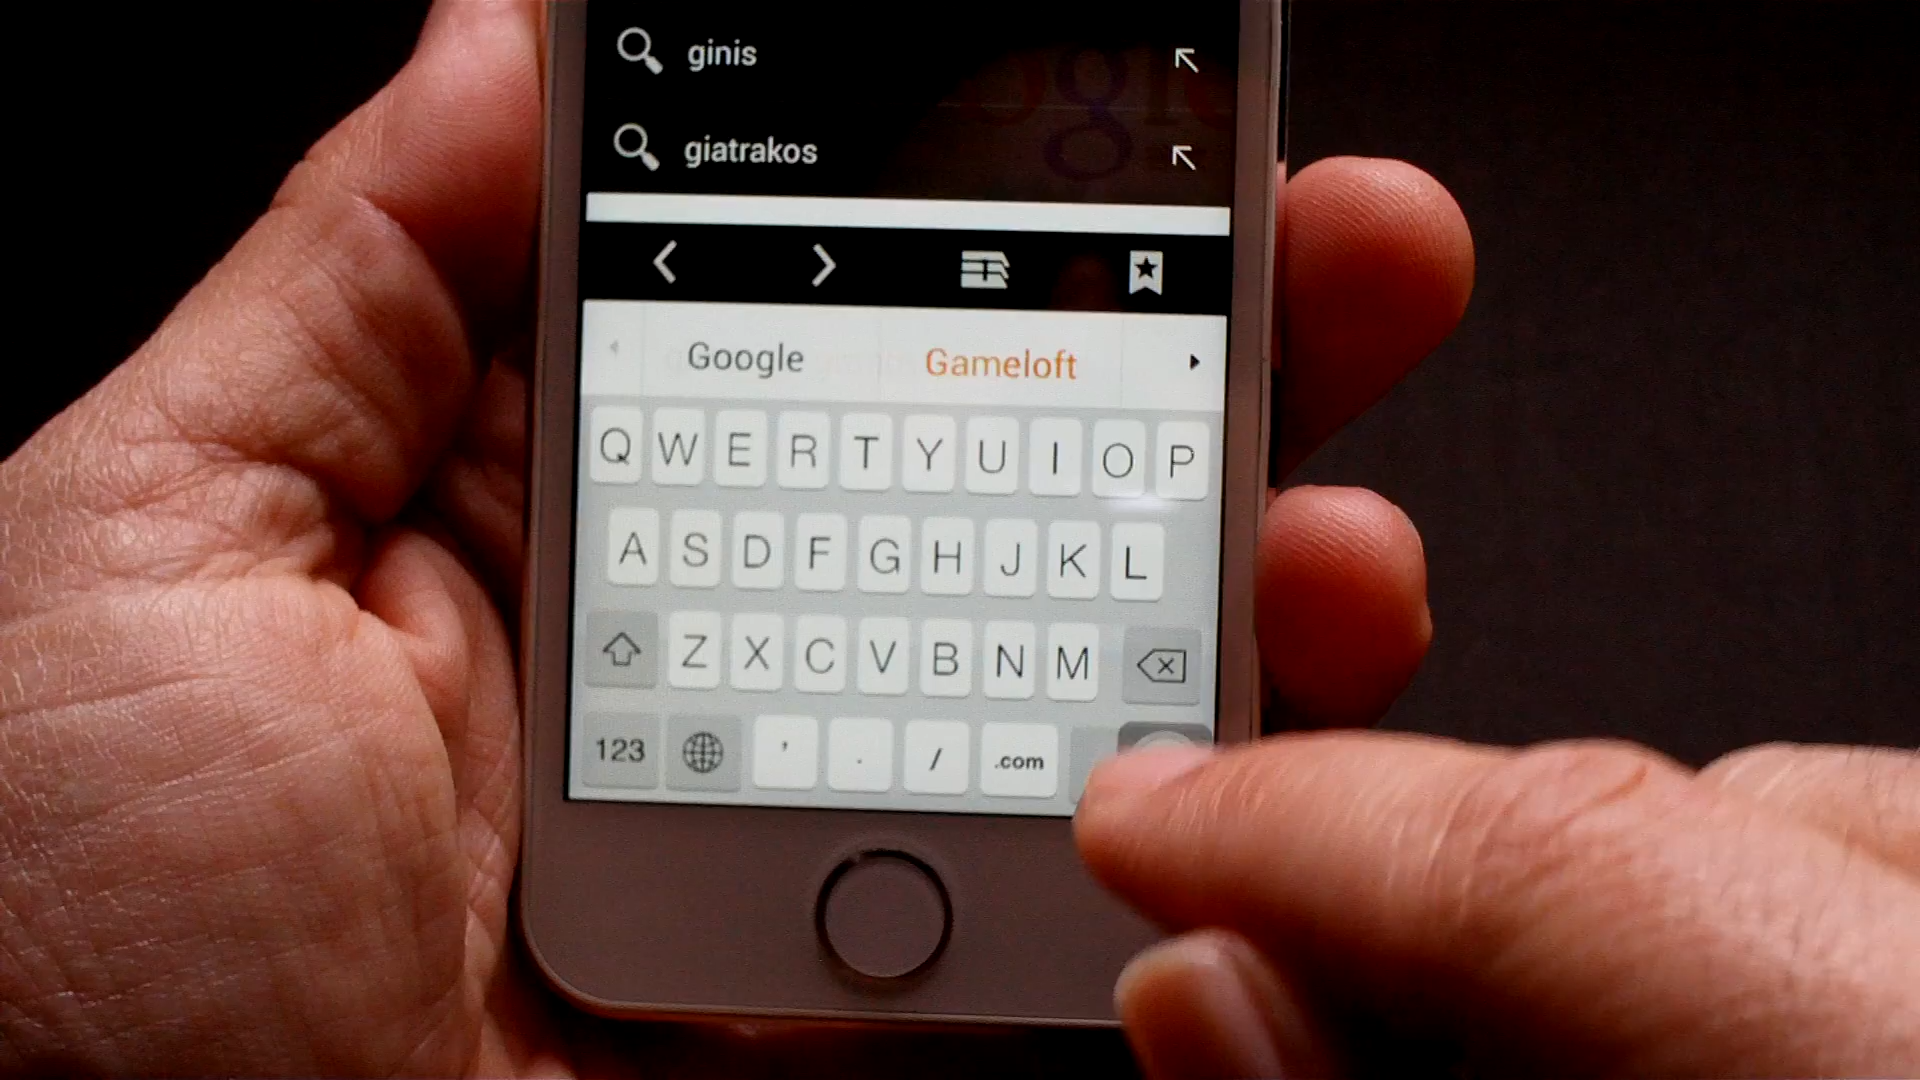 ginis
giatrakos
Google Gameloft
Q W E R T Y U I O P
A S D F G H J K L
Z X C V B N M
123 ' . / .com